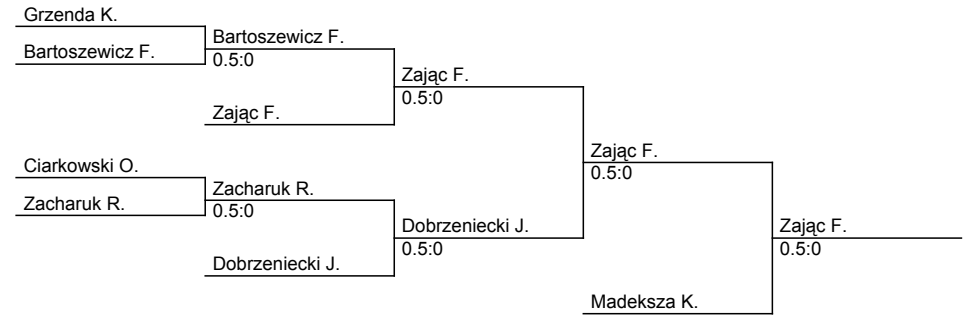 Grzenda K.
Bartoszewicz F.
Bartoszewicz F.
0.5:0
Zając F.
Zając F.
0.5:0
Ciarkowski O.
Zacharuk R.
Zacharuk R.
0.5:0
Dobrzeniecki J.
Dobrzeniecki J.
0.5:0
Zając F.
0.5:0
Madeksza K.
Zając F.
0.5:0